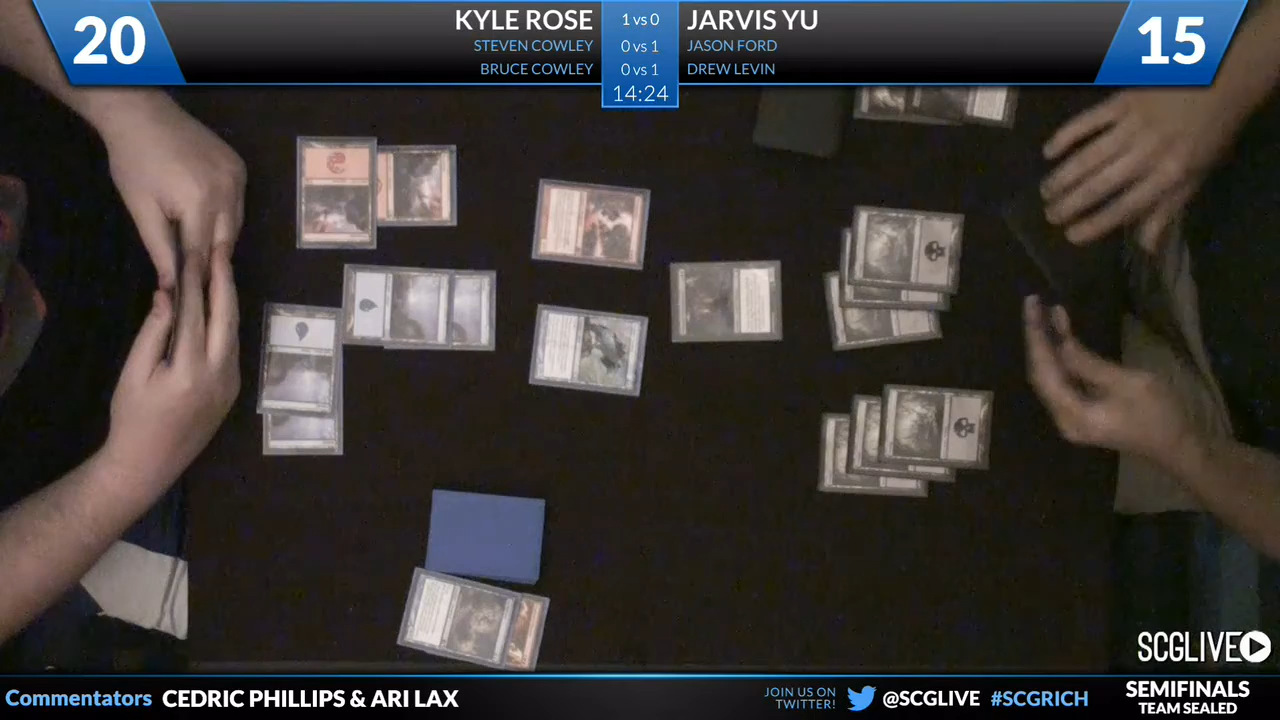 20
KYLE ROSE 1 vs 0 JARVIS YU
STEVEN COWLEY 0 vs 1 JASON FORD
BRUCE COWLEY 0 vs 1 DREW LEVIN
14:24
15
SCGLIVE
Commentators CEDRIC PHILLIPS & ARI LAX
JOIN US ON
TWITTER!
@SCGLIVE #SCGRICH
SEMIFINALS
TEAM SEALED